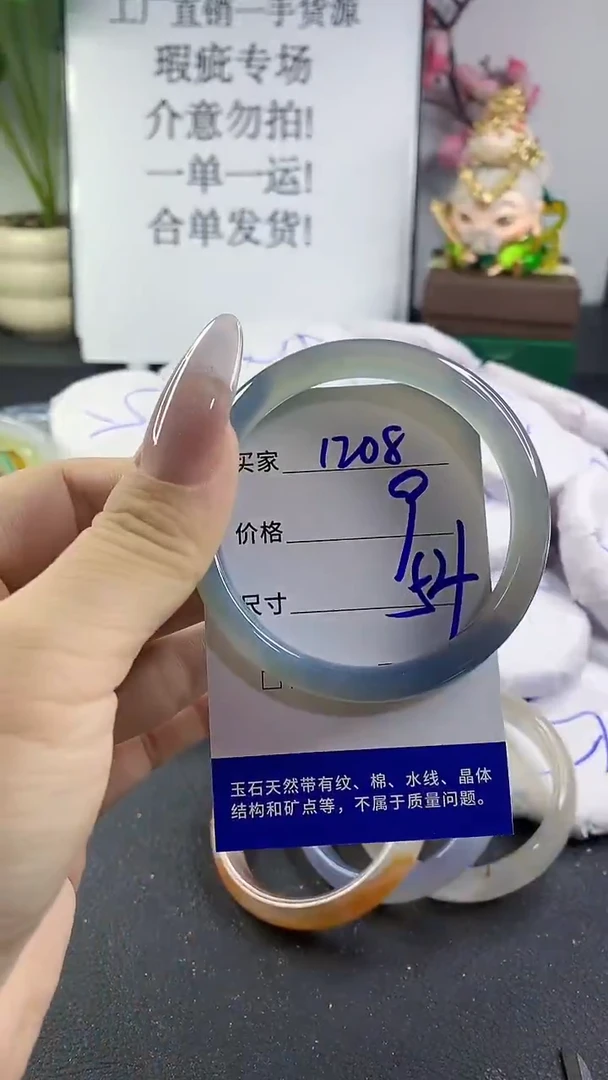 工厂直销一手货源
瑕疵专场
介意勿拍!
一单一运!
合单发货!
买家 1208
价格 9
尺寸 54
玉石天然带有纹、棉、水线、晶体
结构和矿点等，不属于质量问题。